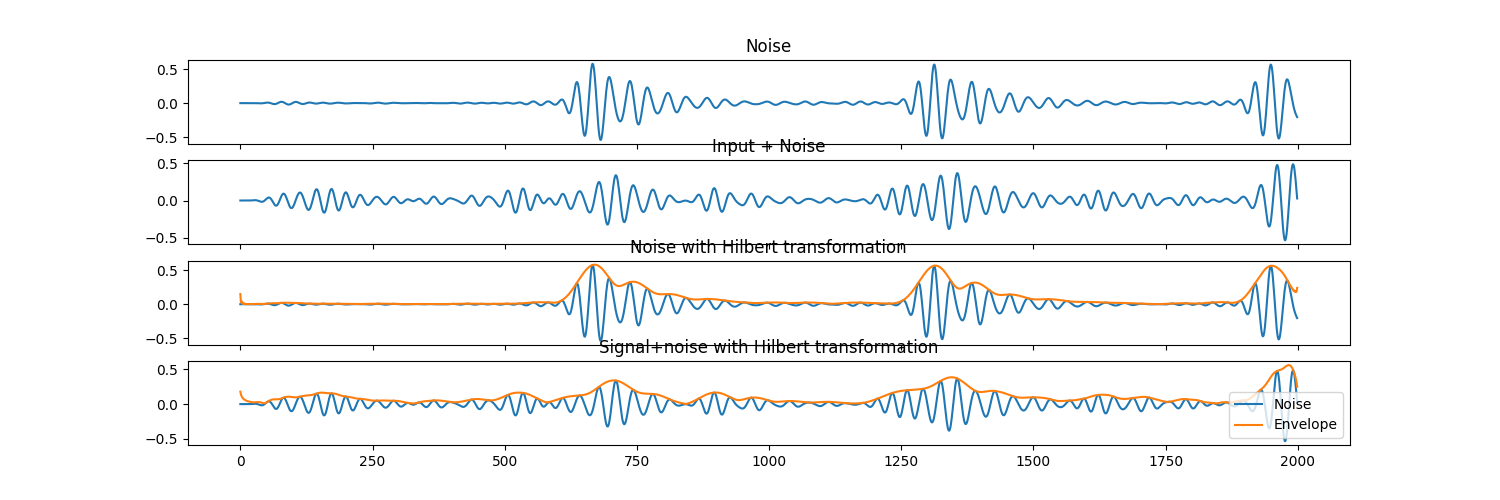 Noise
0.5
0.0
−0.5
Input + Noise
0.5
0.0
−0.5
Noise with Hilbert transformation
0.5
0.0
−0.5
Signal+noise with Hilbert transformation
0.5
0.0
−0.5
Noise
Envelope
0 250 500 750 1000 1250 1500 1750 2000